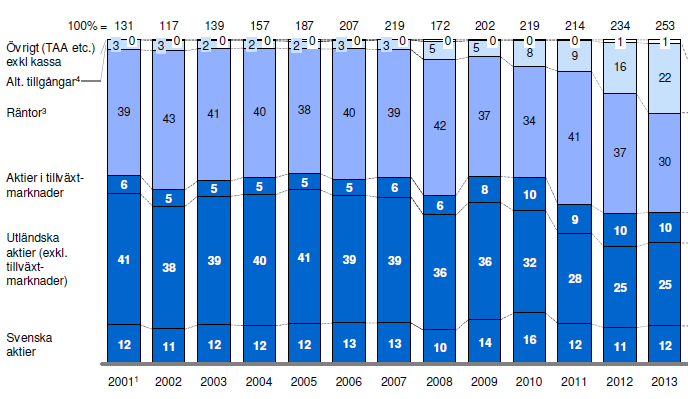 100% = 131 117 139 157 187 207 219 172 202 219 214 234 253
Övrigt (TAA etc.) exkl kassa
0 0 0 0 0 0 0 0 0 0 0 1 1
Alt. tillgångar⁴
3 3 2 2 2 3 3 5 5 8 9 16 22
Räntor³
39 43 41 40 38 40 39 42 37 34 41 37 30
Aktier i tillväxt-
marknader
6 5 5 5 5 5 6 6 8 10 9 10 10
Utländska
aktier (exkl.
tillväxt-
marknader)
41 38 39 40 41 39 39 36 36 32 28 25 25
Svenska
aktier
12 11 12 12 12 13 13 10 14 16 12 11 12
2001¹ 2002 2003 2004 2005 2006 2007 2008 2009 2010 2011 2012 2013